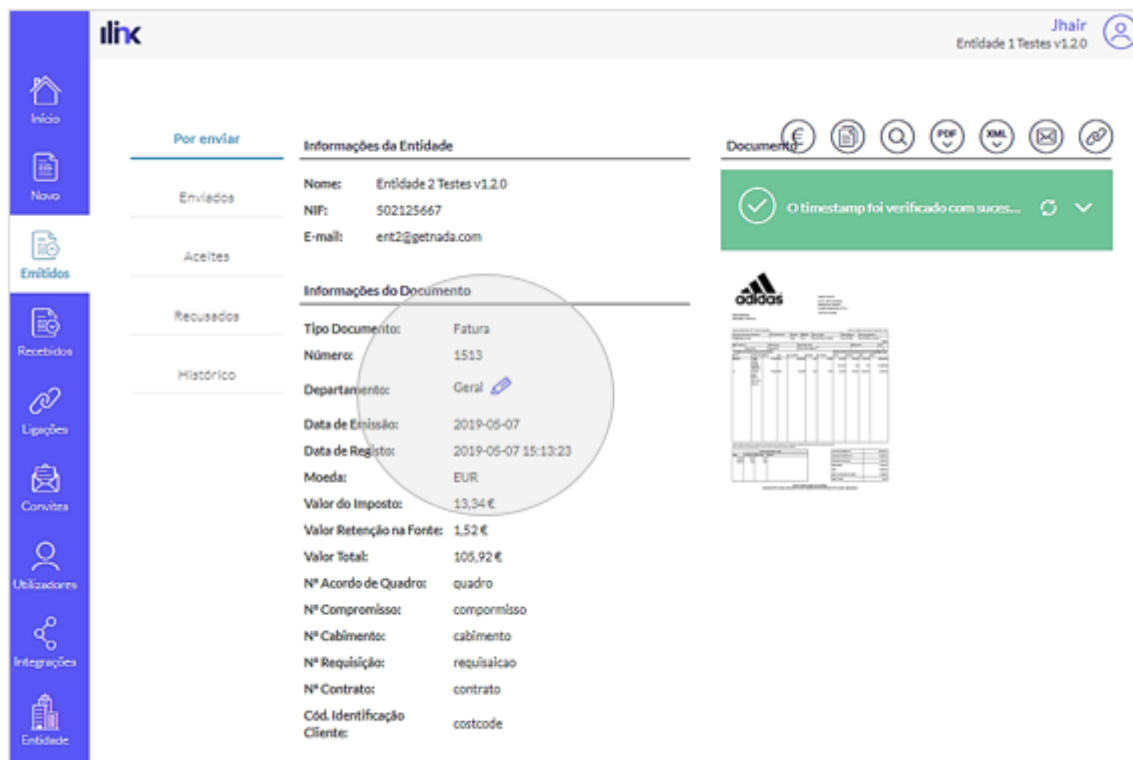 ilink
Jhair
Entidade 1 Testes v1.2.0
Início
Novo
Emitidos
Recebidos
Ligações
Convites
Utilizadores
Integrações
Entidade
Por enviar
Enviados
Aceites
Recusados
Histórico
Informações da Entidade
Nome: Entidade 2 Testes v1.2.0
NIF: 502125667
E-mail: ent2@getnada.com
Informações do Documento
Tipo Documento: Fatura
Número: 1513
Departamento: Geral
Data de Emissão: 2019-05-07
Data de Registo: 2019-05-07 15:13:23
Moeda: EUR
Valor do Imposto: 13,34 €
Valor Retenção na Fonte: 1,52 €
Valor Total: 105,92 €
Nº Acordo de Quadro: quadro
Nº Compromisso: compormisso
Nº Cabimento: cabimento
Nº Requisição: requisaicao
Nº Contrato: contrato
Cód. Identificação
Cliente: costcode
Documento
€
PDF
XML
O timestamp foi verificado com suces...
adidas